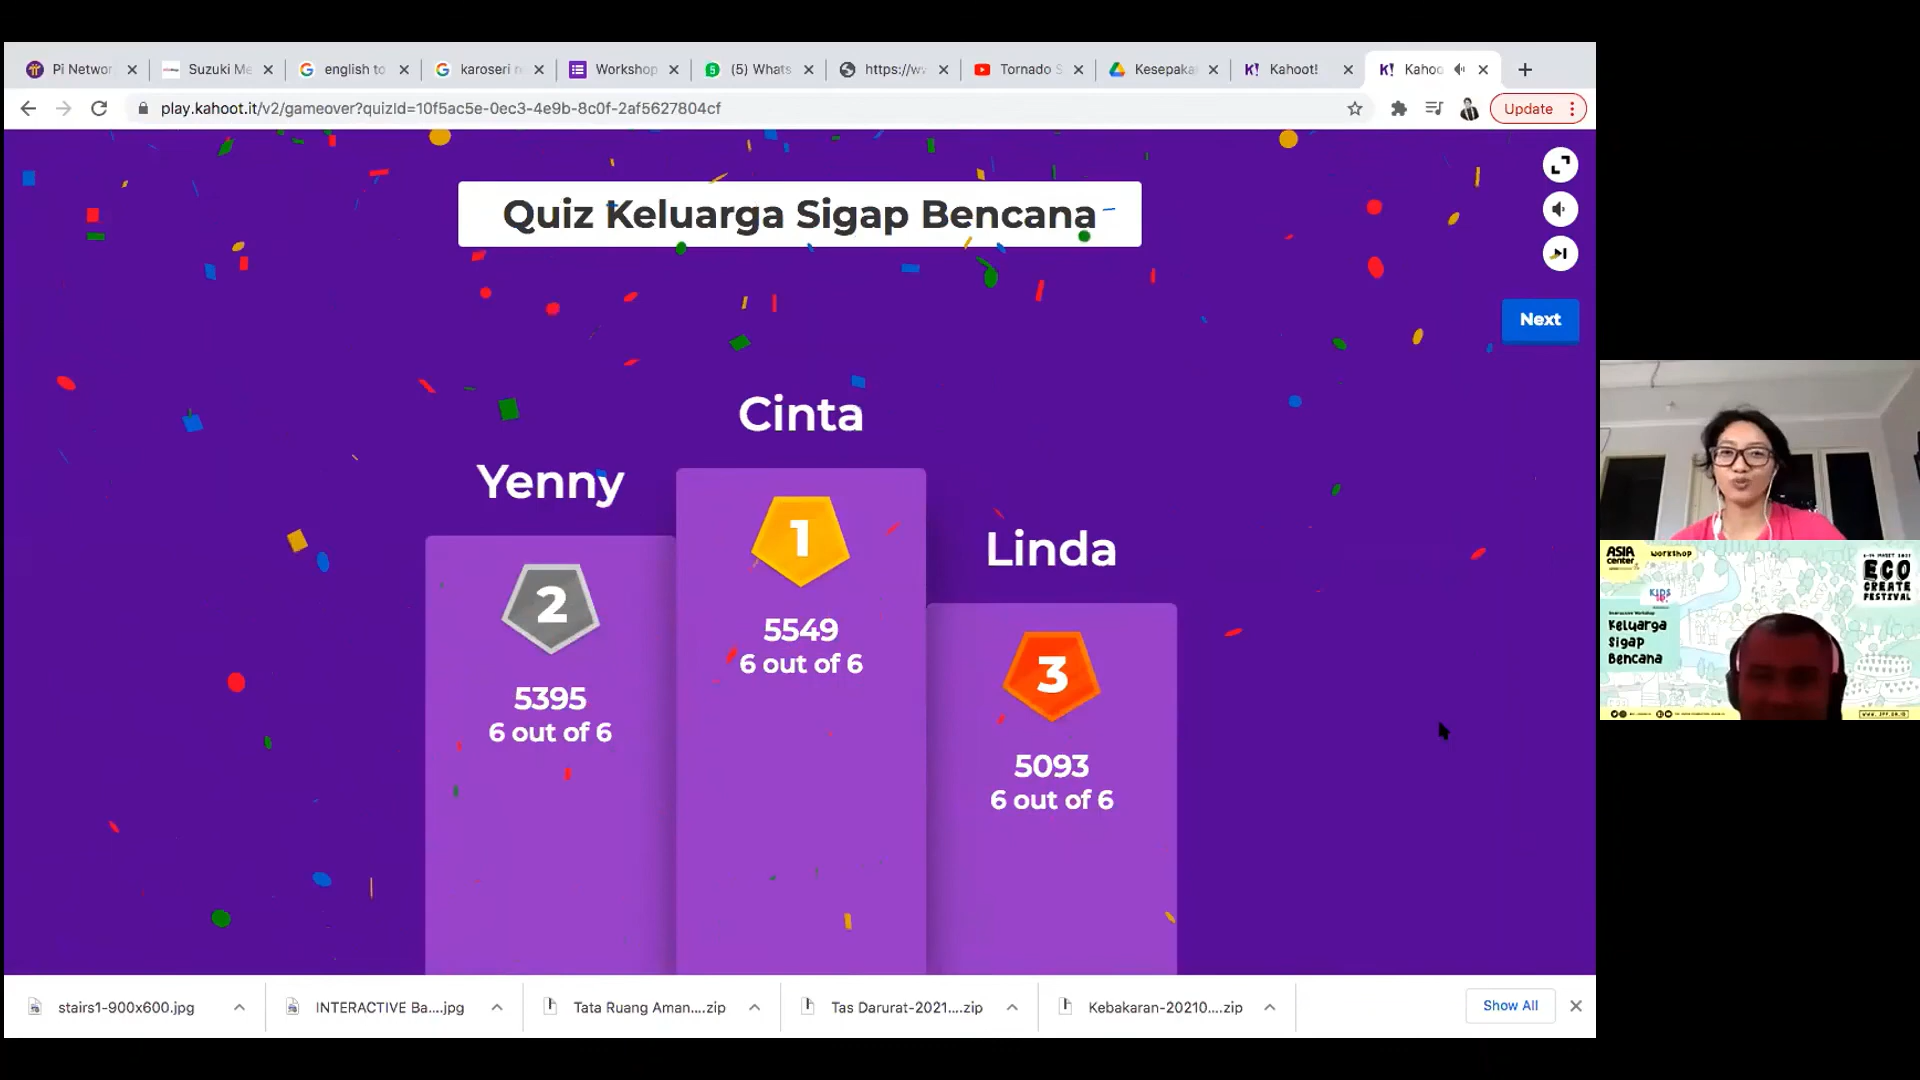 Pi Networ
Suzuki Me
english to
karoseri r
Workshop
(5) Whats
https://w
Tornado S
Kesepaka
Kahoot!
Kahoo
play.kahoot.it/v2/gameover?quizId=10f5ac5e-0ec3-4e9b-8c0f-2af5627804cf
Update
Quiz Keluarga Sigap Bencana
Next
Cinta
Yenny
Linda
1
5549
6 out of 6
2
5395
6 out of 6
3
5093
6 out of 6
ASIA
center
workshop
ECO
CREATE
FESTIVAL
KIDS
Interactive Workshop
Keluarga
Sigap
Bencana
stairs1-900x600.jpg
INTERACTIVE Ba....jpg
Tata Ruang Aman....zip
Tas Darurat-2021....zip
Kebakaran-20210....zip
Show All